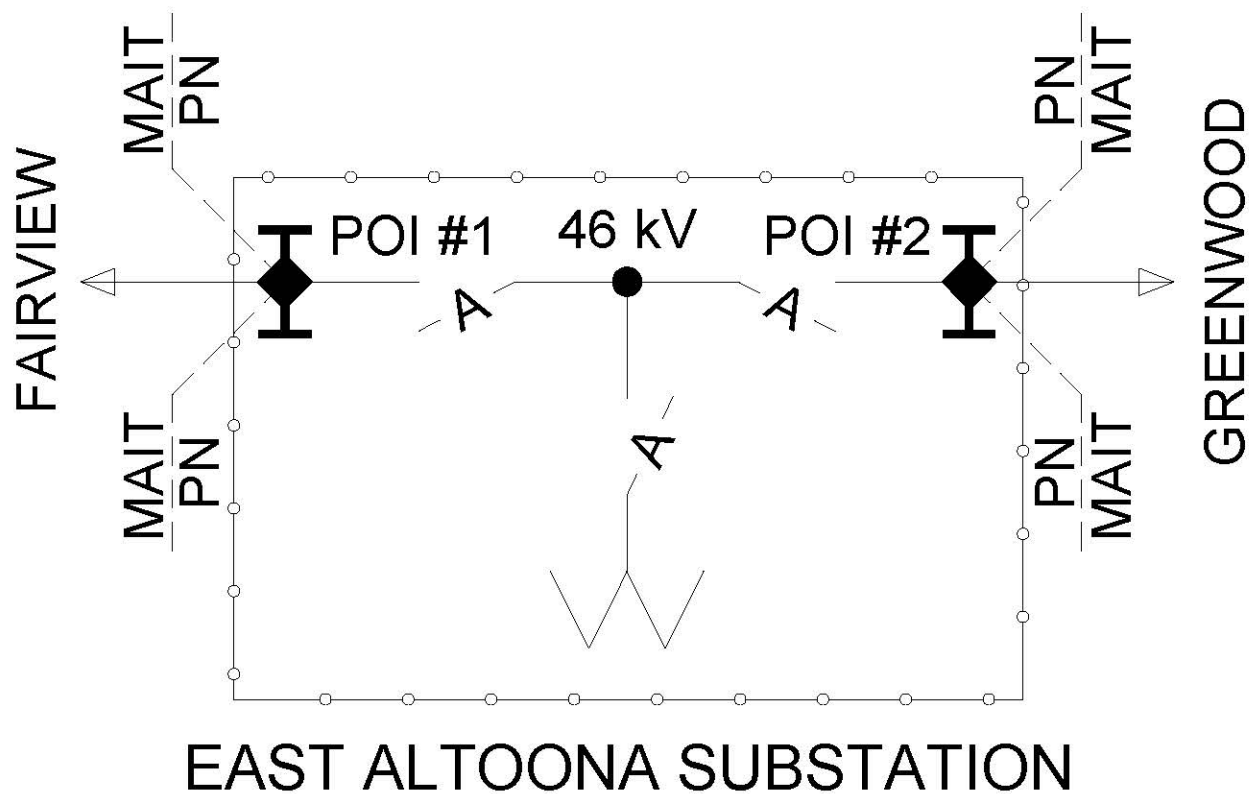 MAIT
PN
PN
MAIT
FAIRVIEW
POI #1
46 kV
POI #2
GREENWOOD
A
A
A
MAIT
PN
PN
MAIT
EAST ALTOONA SUBSTATION